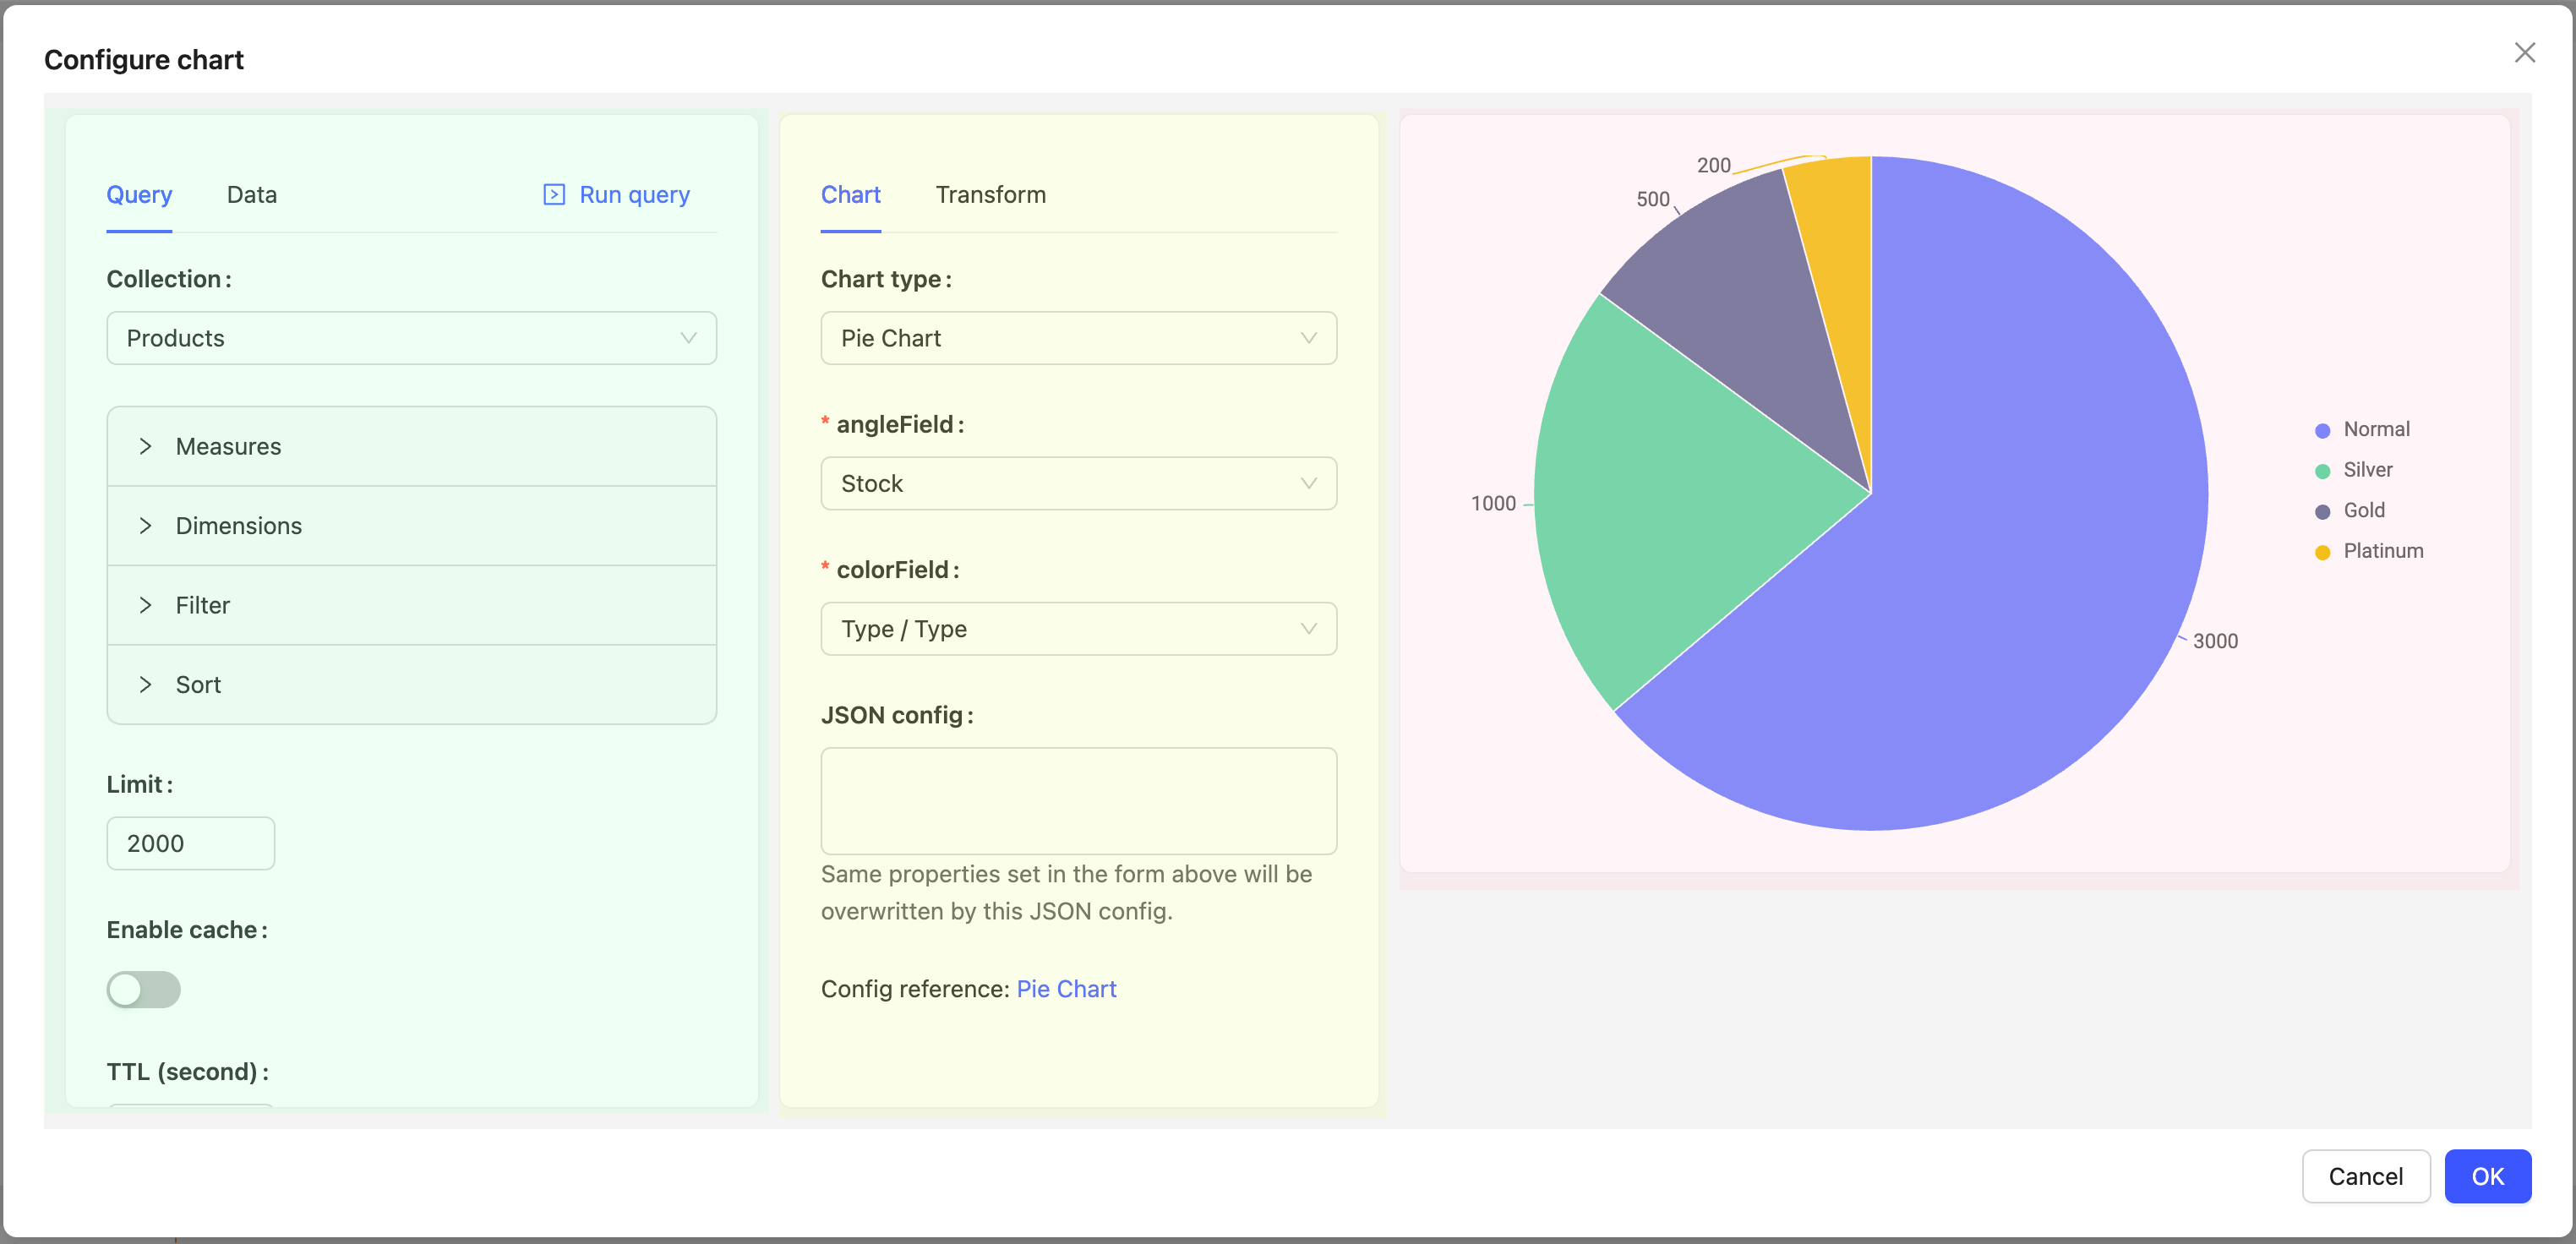 Configure chart
Query
Data
Run query
Collection:
Products
Measures
Dimensions
Filter
Sort
Limit:
2000
Enable cache:
TTL (second):
Chart
Transform
Chart type:
Pie Chart
* angleField:
Stock
* colorField:
Type / Type
JSON config:
Same properties set in the form above will be
overwritten by this JSON config.
Config reference: Pie Chart
200
500
1000
3000
Normal
Silver
Gold
Platinum
Cancel
OK